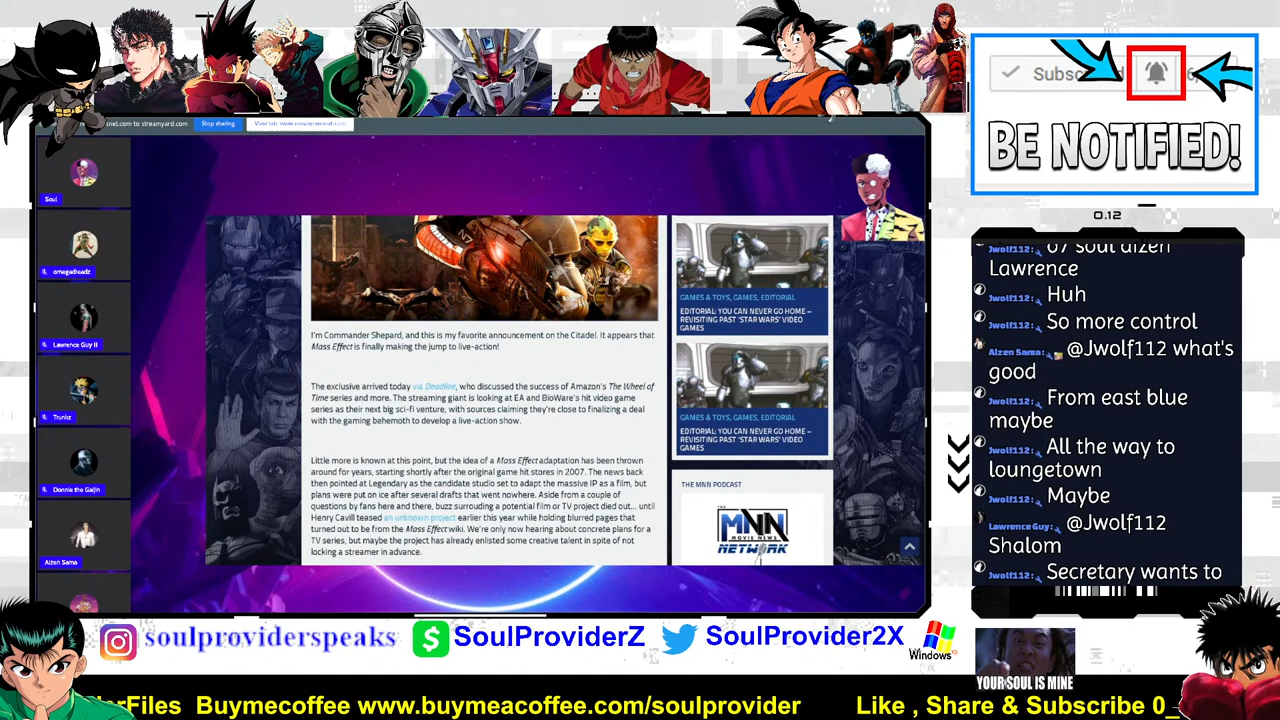 Subsc
BE NOTIFIED!
snet.com to streamyard.com
Stop sharing
Soul
omegadreadz
Lawrence Guy II
Trunkz
Donnie the Gaijin
Aizen Sama
N7
I'm Commander Shepard, and this is my favorite announcement on the Citadel. It appears that
Mass Effect is finally making the jump to live-action!
The exclusive arrived today via Deadline, who discussed the success of Amazon's The Wheel of
Time series and more. The streaming giant is looking at EA and BioWare's hit video game
series as their next big sci-fi venture, with sources claiming they're close to finalizing a deal
with the gaming behemoth to develop a live-action show.
Little more is known at this point, but the idea of a Mass Effect adaptation has been thrown
around for years, starting shortly after the original game hit stores in 2007. The news back
then pointed at Legendary as the candidate studio set to adapt the massive IP as a film, but
plans were put on ice after several drafts that went nowhere. Aside from a couple of
questions by fans here and there, buzz surrouding a potential film or TV project died out... until
Henry Cavill teased an unknown project earlier this year while holding blurred pages that
turned out to be from the Mass Effect wiki. We're only now hearing about concrete plans for a
TV series, but maybe the project has already enlisted some creative talent in spite of not
locking a streamer in advance.
GAMES & TOYS, GAMES, EDITORIAL
EDITORIAL: YOU CAN NEVER GO HOME –
REVISITING PAST 'STAR WARS' VIDEO
GAMES
GAMES & TOYS, GAMES, EDITORIAL
EDITORIAL: YOU CAN NEVER GO HOME –
REVISITING PAST 'STAR WARS' VIDEO
GAMES
THE MNN PODCAST
THE
MNN
MOVIE NEWS
NETWORK
0.12
Jwolf112: o7 soul aizen
Lawrence
Jwolf112: Huh
Jwolf112: So more control
Aizen Sama: @Jwolf112 what's
good
Jwolf112: From east blue
maybe
Jwolf112: All the way to
loungetown
Jwolf112: Maybe
Lawrence Guy: @Jwolf112
Shalom
Jwolf112: Secretary wants to
soulproviderspeaks
SoulProviderZ
SoulProvider2X
Windows
YOUR SOUL IS MINE
rFiles Buymecoffee www.buymeacoffee.com/soulprovider Like , Share & Subscribe 0_